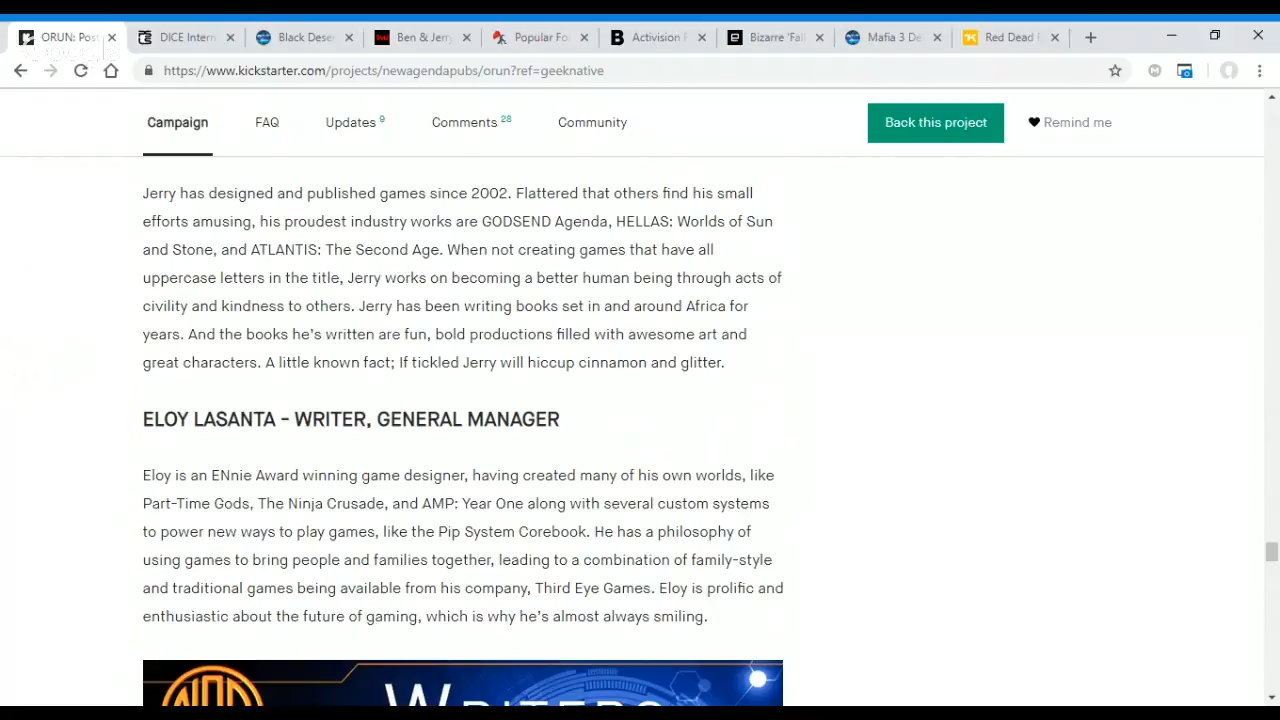 ORUN: Pos
DICE Intern
Black Deser
Ben & Jerry
Popular Fo
Activision F
Bizarre 'Fall
Mafia 3 De
Red Dead
https://www.kickstarter.com/projects/newagendapubs/orun?ref=geeknative
Campaign
FAQ
Updates 9
Comments 28
Community
Back this project
Remind me
Jerry has designed and published games since 2002. Flattered that others find his small
efforts amusing, his proudest industry works are GODSEND Agenda, HELLAS: Worlds of Sun
and Stone, and ATLANTIS: The Second Age. When not creating games that have all
uppercase letters in the title, Jerry works on becoming a better human being through acts of
civility and kindness to others. Jerry has been writing books set in and around Africa for
years. And the books he's written are fun, bold productions filled with awesome art and
great characters. A little known fact; If tickled Jerry will hiccup cinnamon and glitter.
ELOY LASANTA - WRITER, GENERAL MANAGER
Eloy is an ENnie Award winning game designer, having created many of his own worlds, like
Part-Time Gods, The Ninja Crusade, and AMP: Year One along with several custom systems
to power new ways to play games, like the Pip System Corebook. He has a philosophy of
using games to bring people and families together, leading to a combination of family-style
and traditional games being available from his company, Third Eye Games. Eloy is prolific and
enthusiastic about the future of gaming, which is why he's almost always smiling.
WRITERS